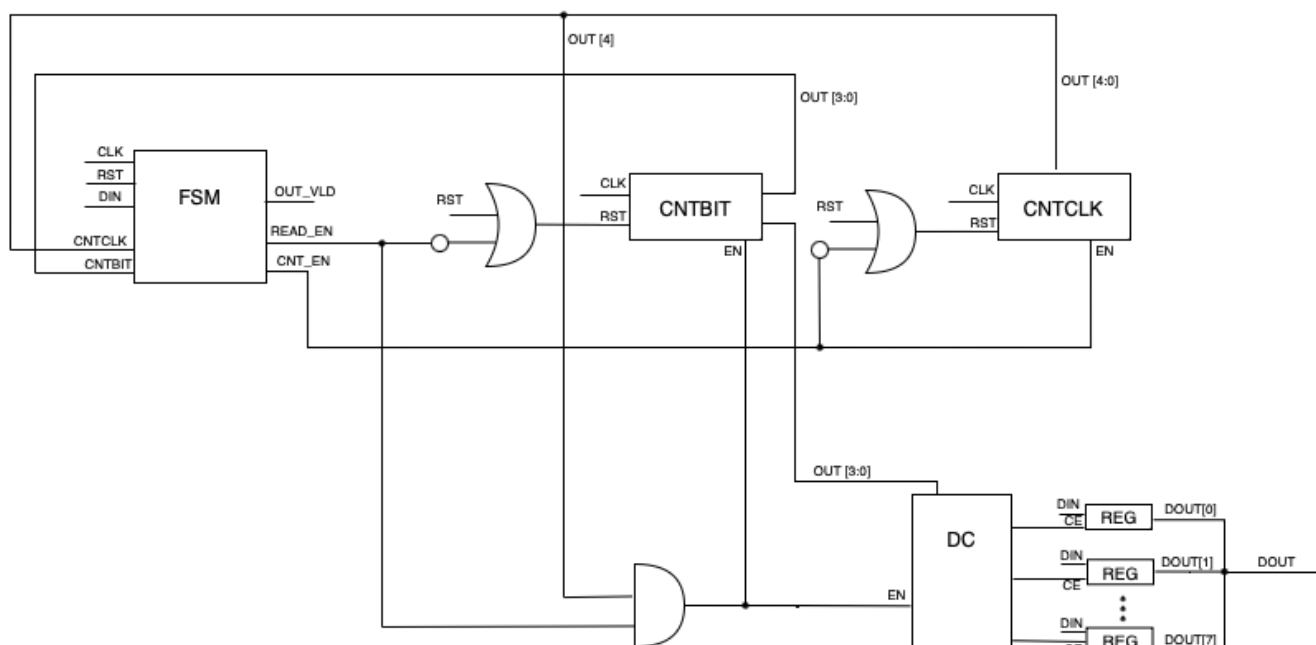 OUT [4]
OUT [4:0]
OUT [3:0]
CLK
RST
DIN
FSM
OUT_VLD
READ_EN
CNT_EN
CNTCLK
CNTBIT
RST
CLK
RST
CNTBIT
EN
RST
CLK
RST
CNTCLK
EN
OUT [3:0]
DC
EN
DIN
CE
REG
DOUT[0]
DIN
CE
REG
DOUT[1]
DOUT
DIN
REG
DOUT[7]